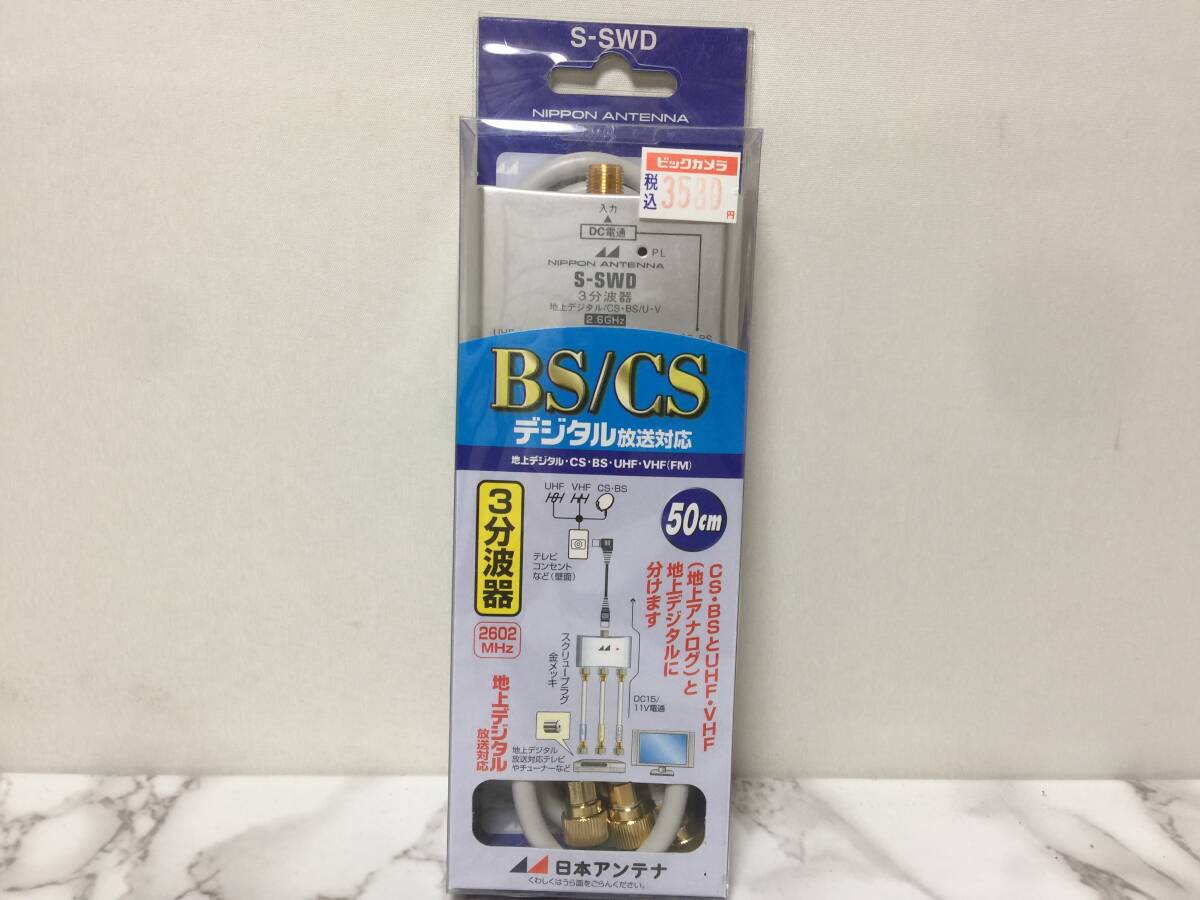 S-SWD
NIPPON ANTENNA
ビックカメラ
税込
3580
円
入力
DC電通
PL
NIPPON ANTENNA
S-SWD
3分波器
地上デジタル/CS・BS/U・V
2.6GHz
BS/CS
デジタル放送対応
地上デジタル・CS・BS・UHF・VHF(FM)
UHF VHF CS・BS
50cm
3分波器
テレビ
コンセント
など(壁面)
CS・BSとUHF・VHF
(地上アナログ)と
地上デジタルに
分けます
2602
MHz
スクリュープラグ
金メッキ
DC15/
11V電通
地上デジタル
放送対応
地上デジタル
放送対応テレビ
やチューナーなど
日本アンテナ
くわしくはうら面をごらんください。